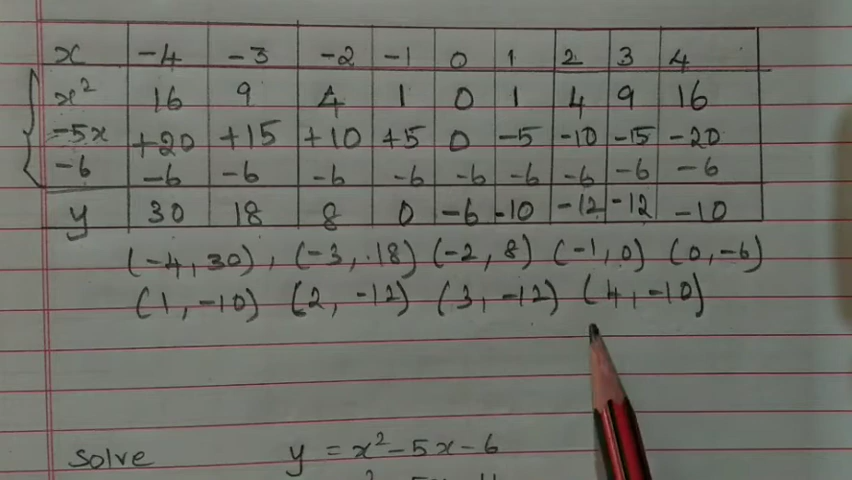 x -4 -3 -2 -1 0 1 2 3 4
x² 16 9 4 1 0 1 4 9 16
-5x +20 +15 +10 +5 0 -5 -10 -15 -20
-6 -6 -6 -6 -6 -6 -6 -6 -6 -6
y 30 18 8 0 -6 -10 -12 -12 -10
(-4, 30), (-3, 18) (-2, 8) (-1, 0) (0, -6)
(1, -10) (2, -12) (3, -12) (4, -10)
Solve y = x² - 5x - 6